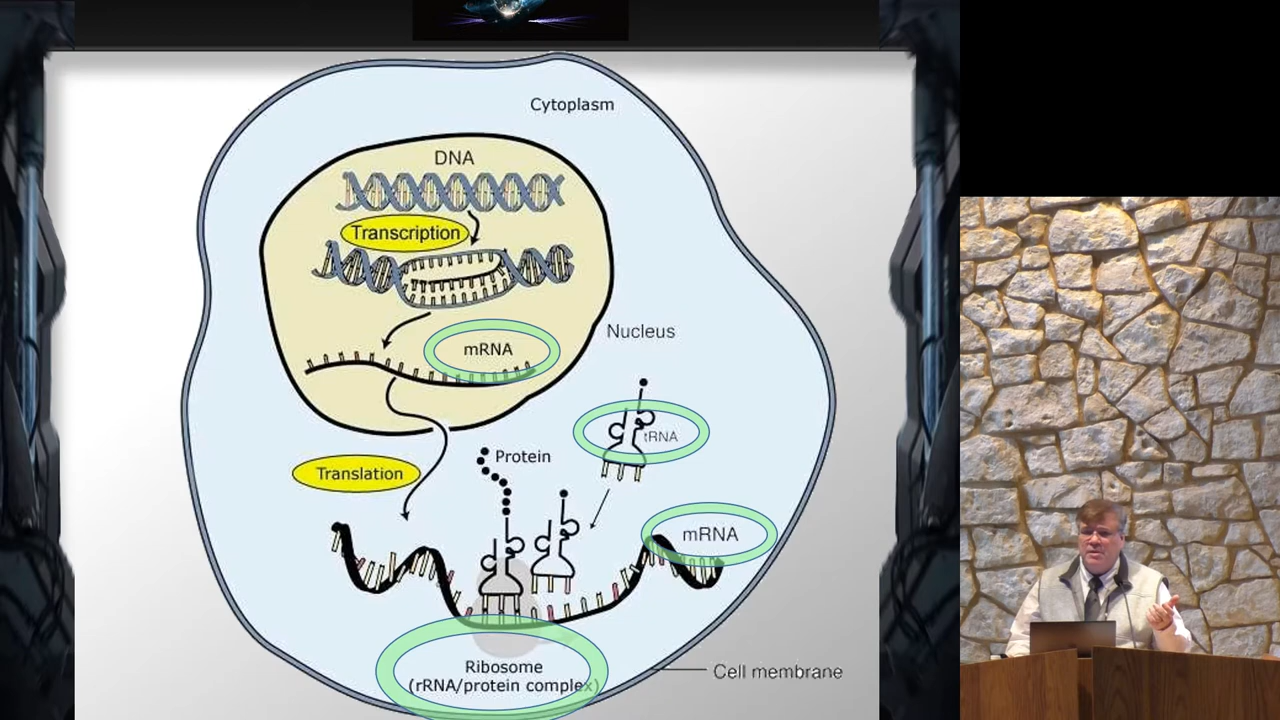 Cytoplasm
DNA
Transcription
Nucleus
mRNA
tRNA
Protein
Translation
mRNA
Ribosome
(rRNA/protein complex)
Cell membrane